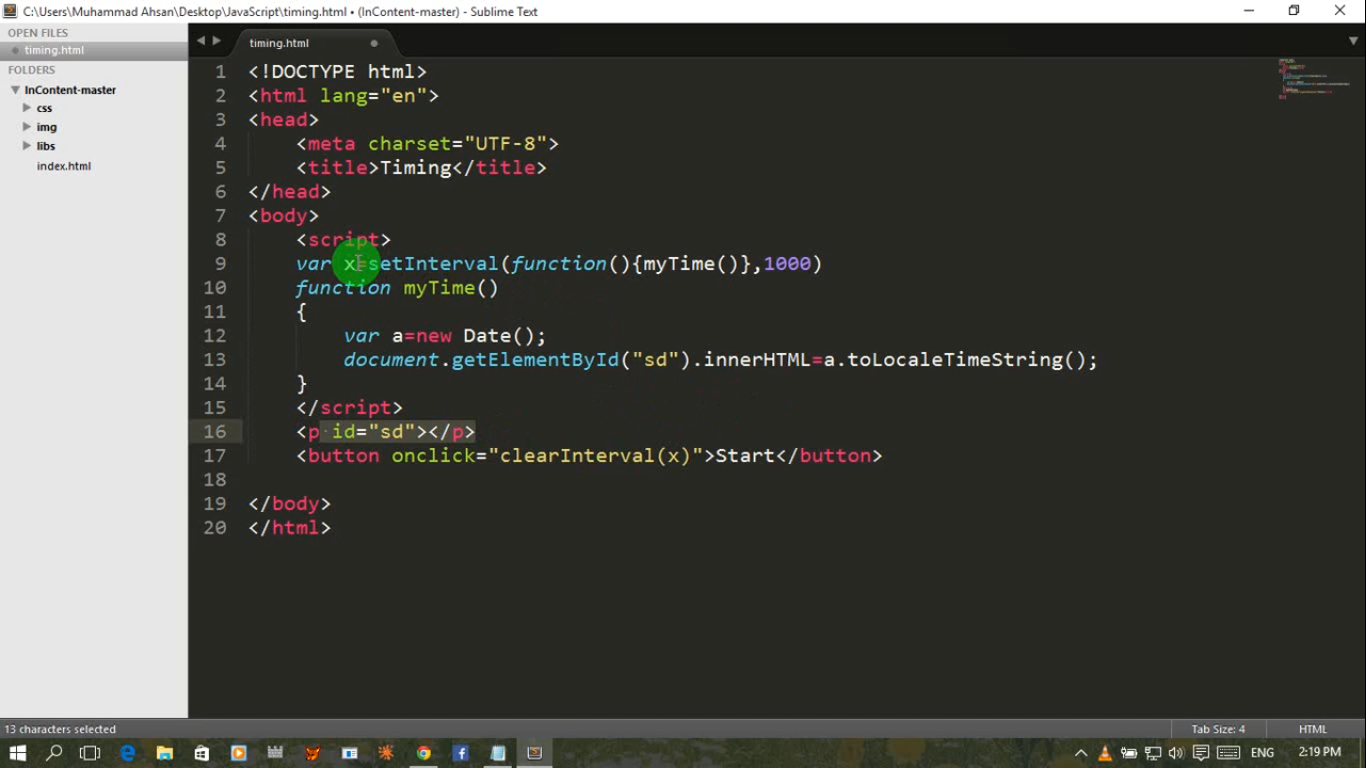 C:\Users\Muhammad Ahsan\Desktop\JavaScript\timing.html • (InContent-master) - Sublime Text
OPEN FILES
timing.html
FOLDERS
InContent-master
css
img
libs
index.html
timing.html
1 <!DOCTYPE html>
2 <html lang="en">
3 <head>
4 <meta charset="UTF-8">
5 <title>Timing</title>
6 </head>
7 <body>
8 <script>
9 var x=setInterval(function(){myTime()},1000)
10 function myTime()
11 {
12 var a=new Date();
13 document.getElementById("sd").innerHTML=a.toLocaleTimeString();
14 }
15 </script>
16 <p id="sd"></p>
17 <button onclick="clearInterval(x)">Start</button>
18
19 </body>
20 </html>
13 characters selected
Tab Size: 4
HTML
ENG
2:19 PM